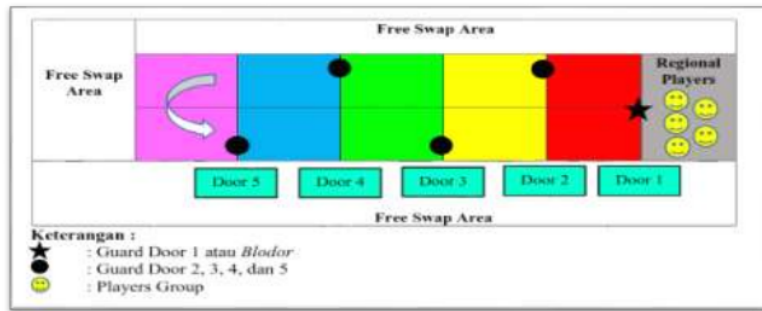 Free Swap Area
Free Swap
Area
Regional
Players
Door 5
Door 4
Door 3
Door 2
Door 1
Free Swap Area
Keterangan :
: Guard Door 1 atau Blodor
: Guard Door 2, 3, 4, dan 5
: Players Group